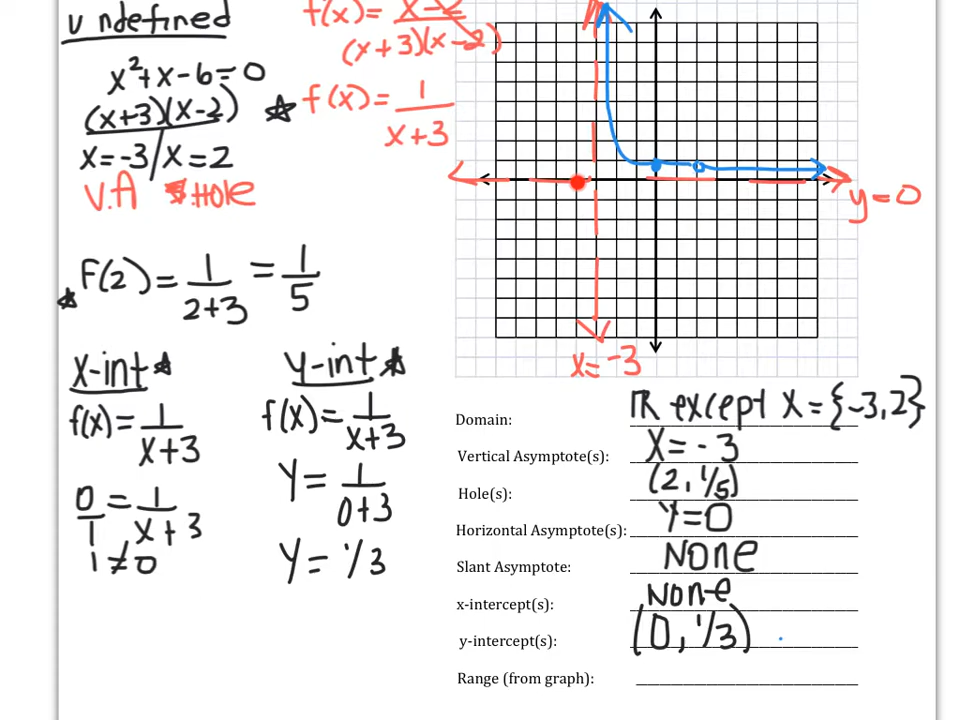 undefined
x²+x-6=0
(x+3)(x-2)
x=-3/x=2
V.A HOLE
f(x)=
(x+3)(x-2)
f(x)= 1/x+3
F(2)= 1/2+3 = 1/5
x-int
f(x)= 1/x+3
0/1 = 1/x+3
1≠0
y-int
f(x)= 1/x+3
Y= 1/0+3
Y= 1/3
y=0
x=-3
Domain: ℝ except x={-3,2}
Vertical Asymptote(s): X=-3
Hole(s): (2, 1/5)
Horizontal Asymptote(s): Y=0
Slant Asymptote: None
x-intercept(s): None
y-intercept(s): (0, 1/3)
Range (from graph):